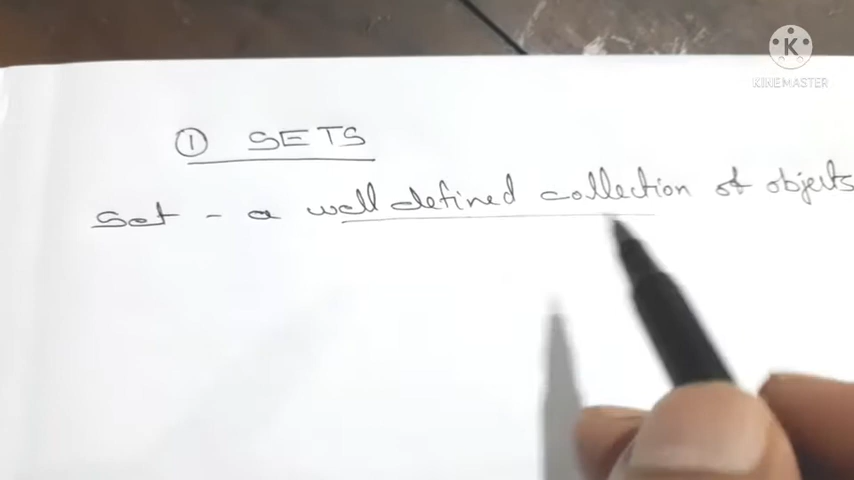 ① SETS
Set - a well defined collection of objects
K
KINEMASTER